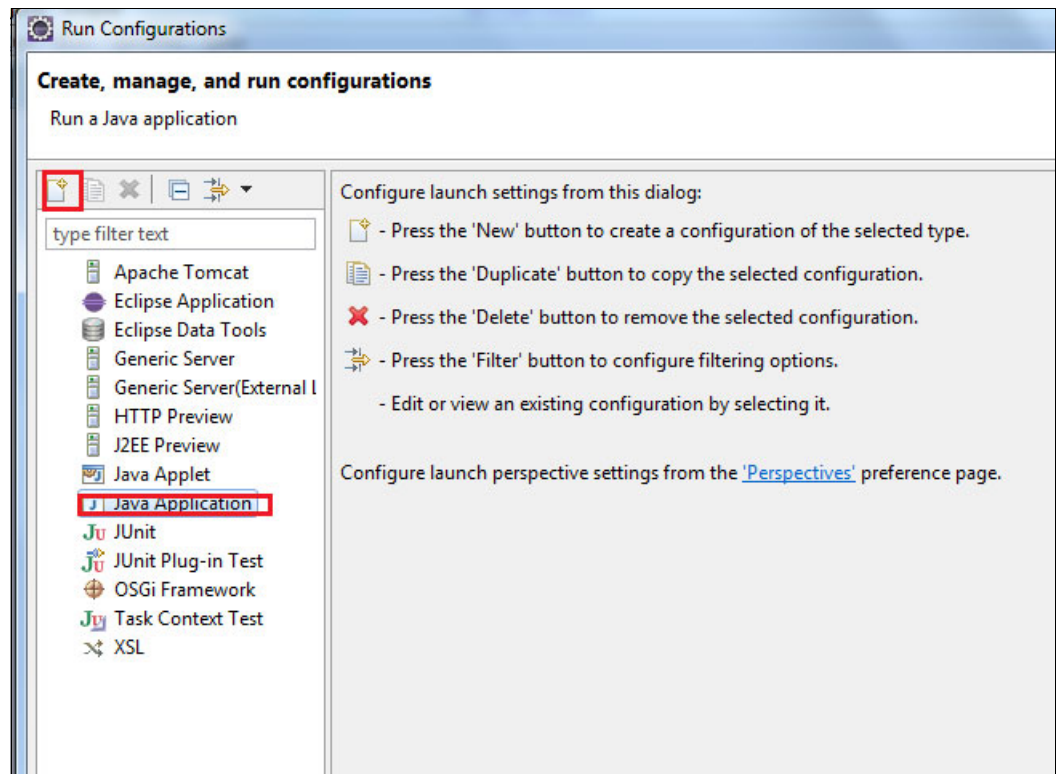 Run Configurations
Create, manage, and run configurations
Run a Java application
type filter text
Apache Tomcat
Eclipse Application
Eclipse Data Tools
Generic Server
Generic Server(External L
HTTP Preview
J2EE Preview
Java Applet
Java Application
JUnit
JUnit Plug-in Test
OSGi Framework
Task Context Test
XSL
Configure launch settings from this dialog:
- Press the 'New' button to create a configuration of the selected type.
- Press the 'Duplicate' button to copy the selected configuration.
- Press the 'Delete' button to remove the selected configuration.
- Press the 'Filter' button to configure filtering options.
- Edit or view an existing configuration by selecting it.
Configure launch perspective settings from the 'Perspectives' preference page.